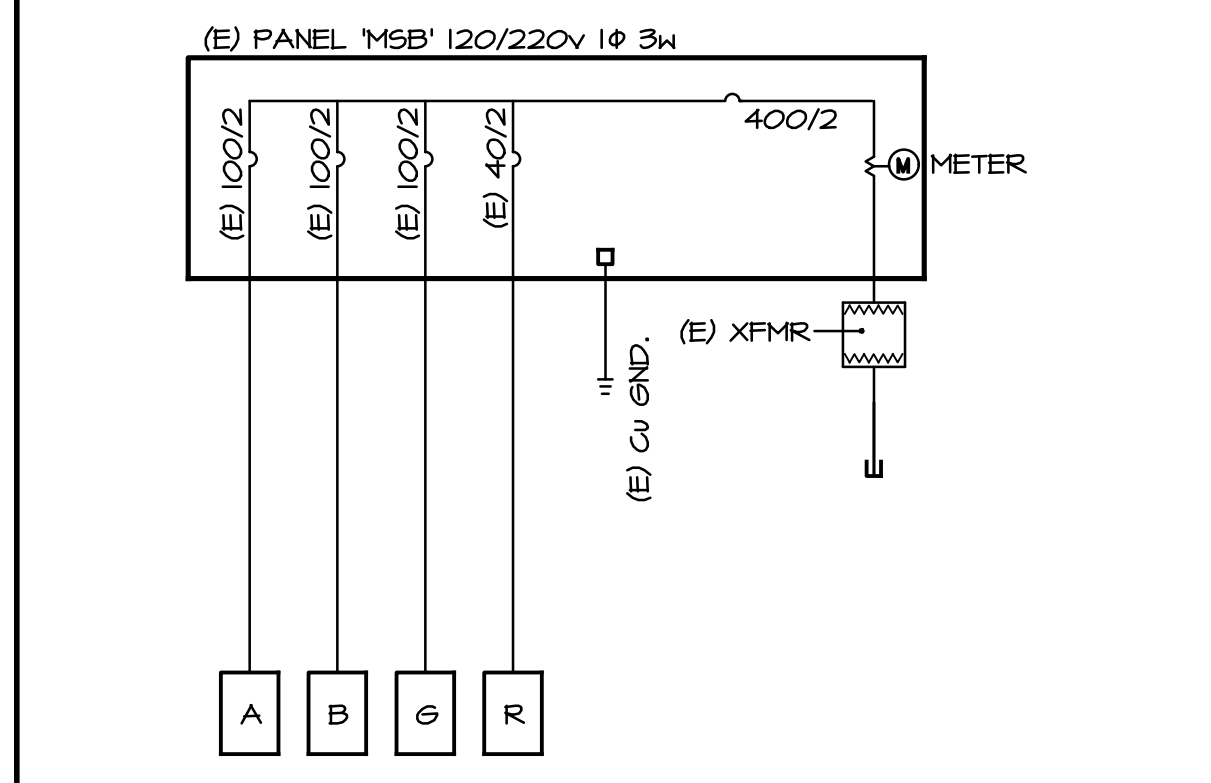 (E) PANEL 'MSB' 120/220V 1Φ 3W
(E) 100/2
(E) 100/2
(E) 100/2
(E) 40/2
400/2
M
METER
(E) XFMR
(E) CU GND.
A
B
G
R